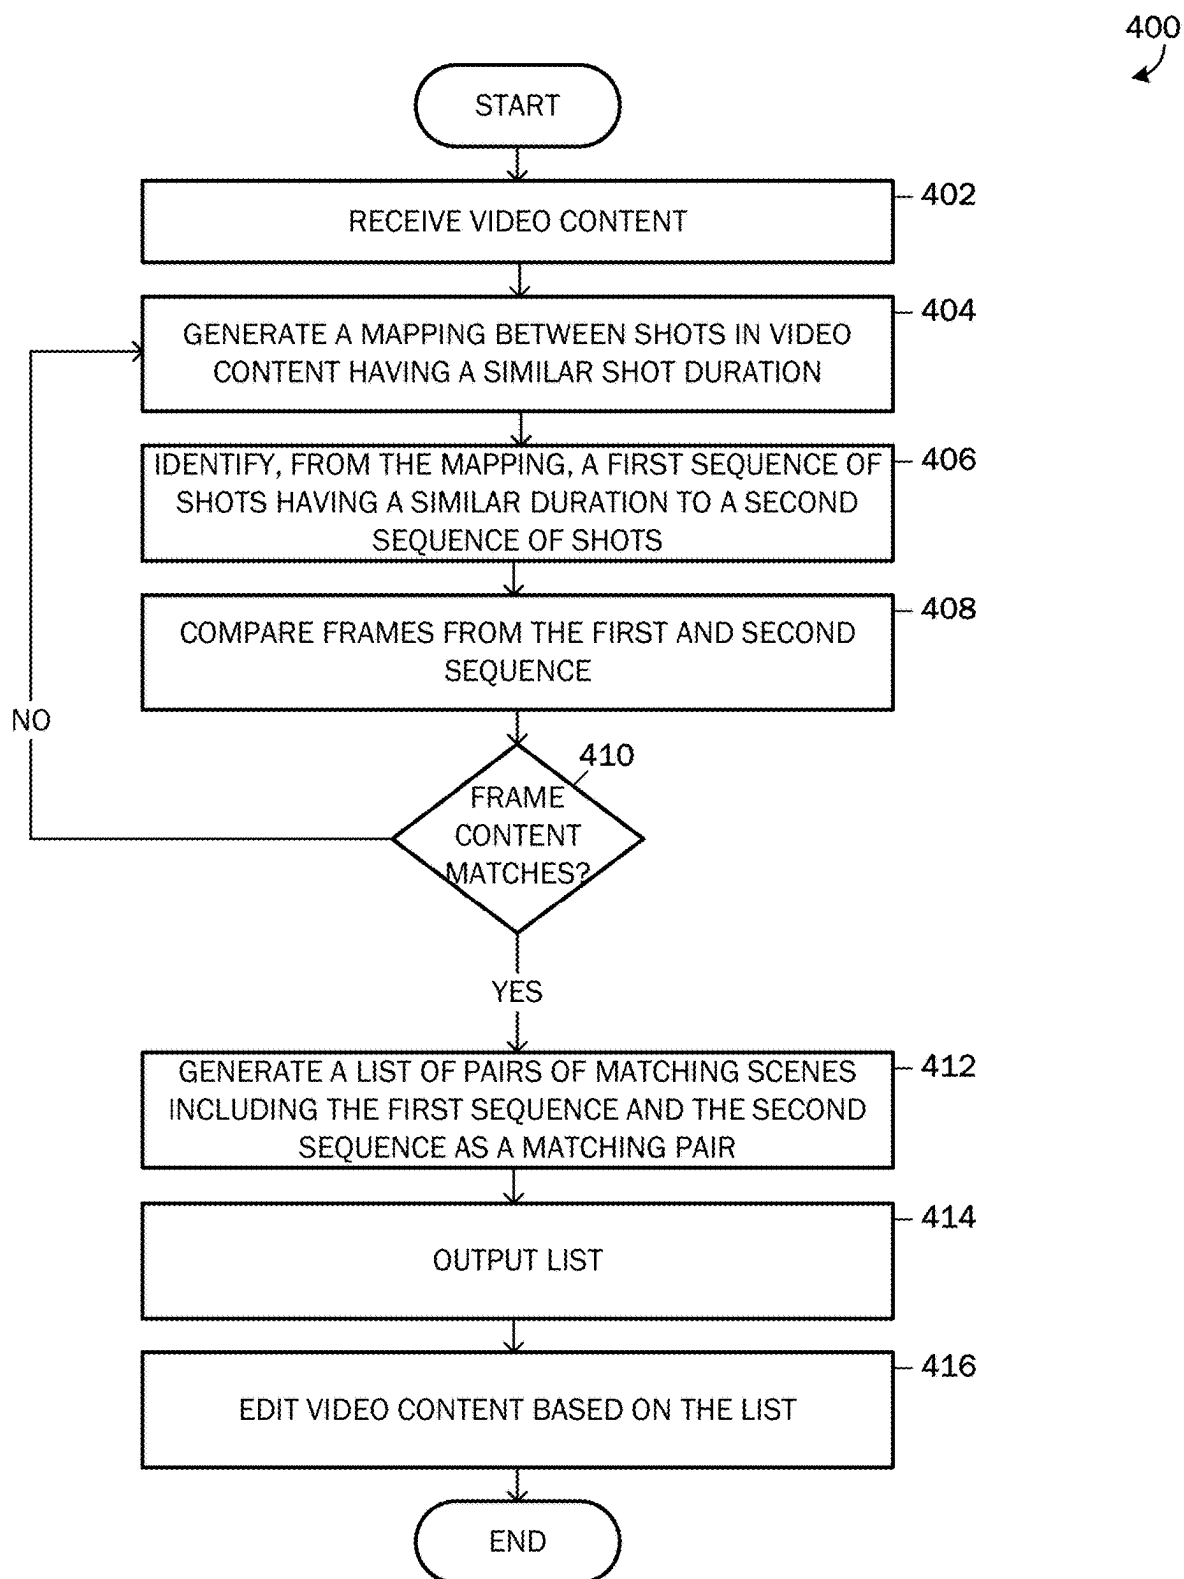 400
START
RECEIVE VIDEO CONTENT
402
GENERATE A MAPPING BETWEEN SHOTS IN VIDEO
CONTENT HAVING A SIMILAR SHOT DURATION
404
IDENTIFY, FROM THE MAPPING, A FIRST SEQUENCE OF
SHOTS HAVING A SIMILAR DURATION TO A SECOND
SEQUENCE OF SHOTS
406
COMPARE FRAMES FROM THE FIRST AND SECOND
SEQUENCE
408
NO
410
FRAME
CONTENT
MATCHES?
YES
GENERATE A LIST OF PAIRS OF MATCHING SCENES
INCLUDING THE FIRST SEQUENCE AND THE SECOND
SEQUENCE AS A MATCHING PAIR
412
OUTPUT LIST
414
EDIT VIDEO CONTENT BASED ON THE LIST
416
END